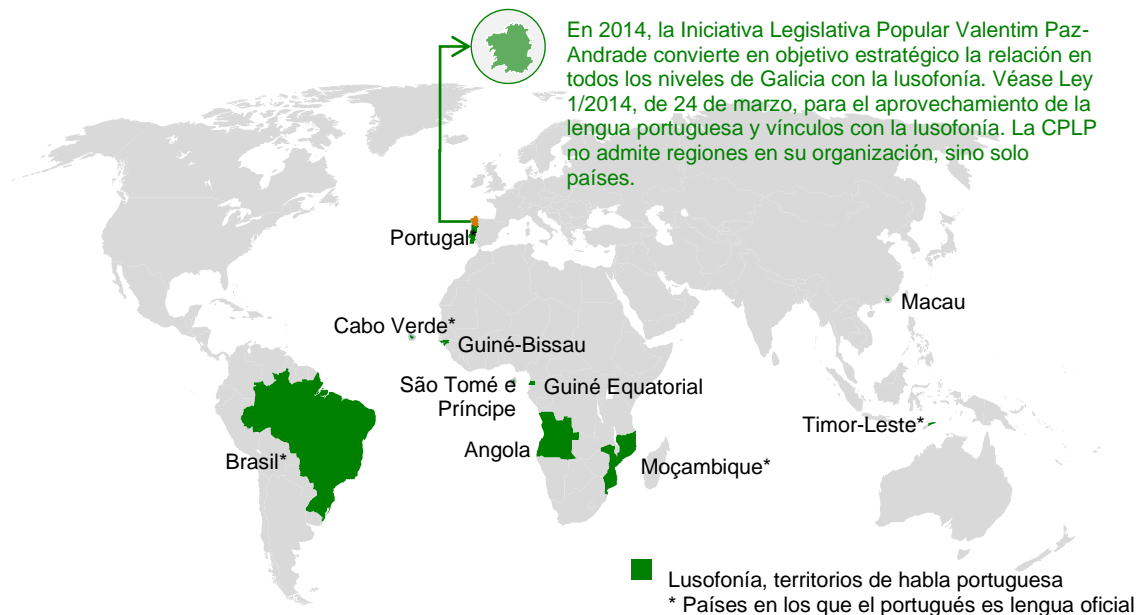 En 2014, la Iniciativa Legislativa Popular Valentim Paz-
Andrade convierte en objetivo estratégico la relación en
todos los niveles de Galicia con la lusofonía. Véase Ley
1/2014, de 24 de marzo, para el aprovechamiento de la
lengua portuguesa y vínculos con la lusofonía. La CPLP
no admite regiones en su organización, sino solo
países.
Portugal
Macau
Cabo Verde*
Guiné-Bissau
São Tomé e
Príncipe
Guiné Equatorial
Timor-Leste*
Angola
Brasil*
Moçambique*
Lusofonía, territorios de habla portuguesa
* Países en los que el portugués es lengua oficial